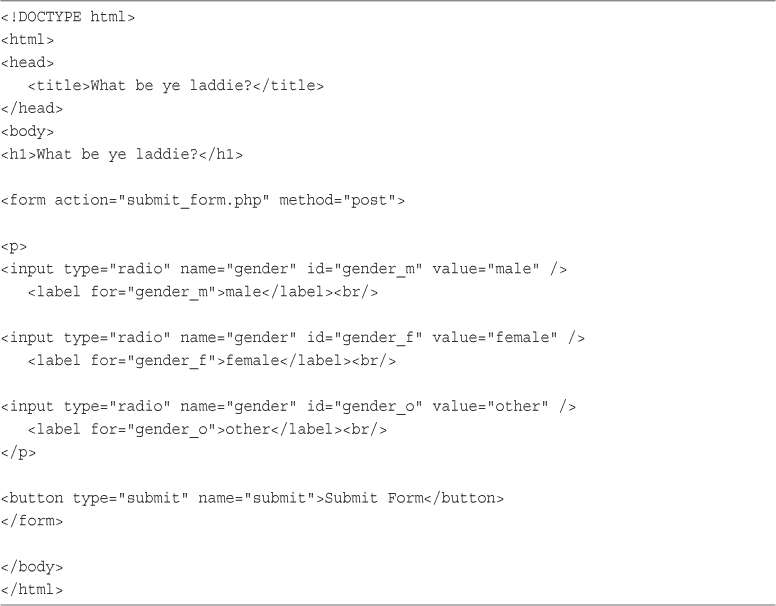 <!DOCTYPE html>
<html>
<head>
   <title>What be ye laddie?</title>
</head>
<body>
<h1>What be ye laddie?</h1>

<form action="submit_form.php" method="post">

<p>
<input type="radio" name="gender" id="gender_m" value="male" />
   <label for="gender_m">male</label><br/>

<input type="radio" name="gender" id="gender_f" value="female" />
   <label for="gender_f">female</label><br/>

<input type="radio" name="gender" id="gender_o" value="other" />
   <label for="gender_o">other</label><br/>
</p>

<button type="submit" name="submit">Submit Form</button>
</form>

</body>
</html>